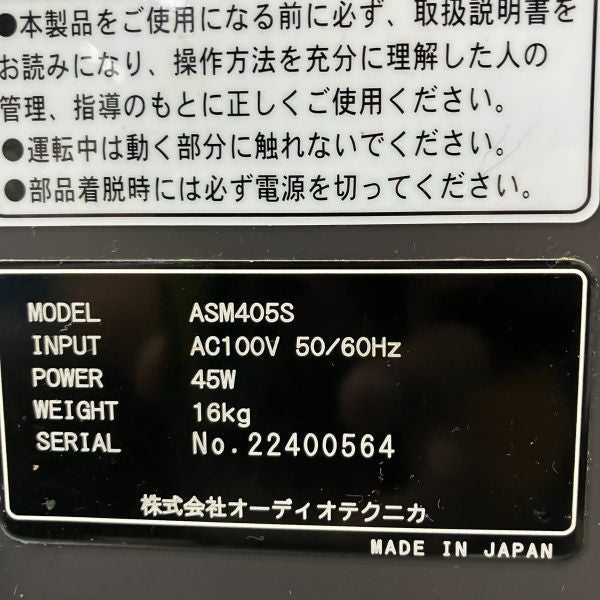 ●本製品をご使用になる前に必ず、取扱説明書を
お読みになり、操作方法を充分に理解した人の
管理、指導のもとに正しくご使用ください。
●運転中は動く部分に触れないでください。
●部品着脱時には必ず電源を切ってください。
MODEL ASM405S
INPUT AC100V 50/60Hz
POWER 45W
WEIGHT 16kg
SERIAL No.22400564
株式会社オーディオテクニカ
MADE IN JAPAN